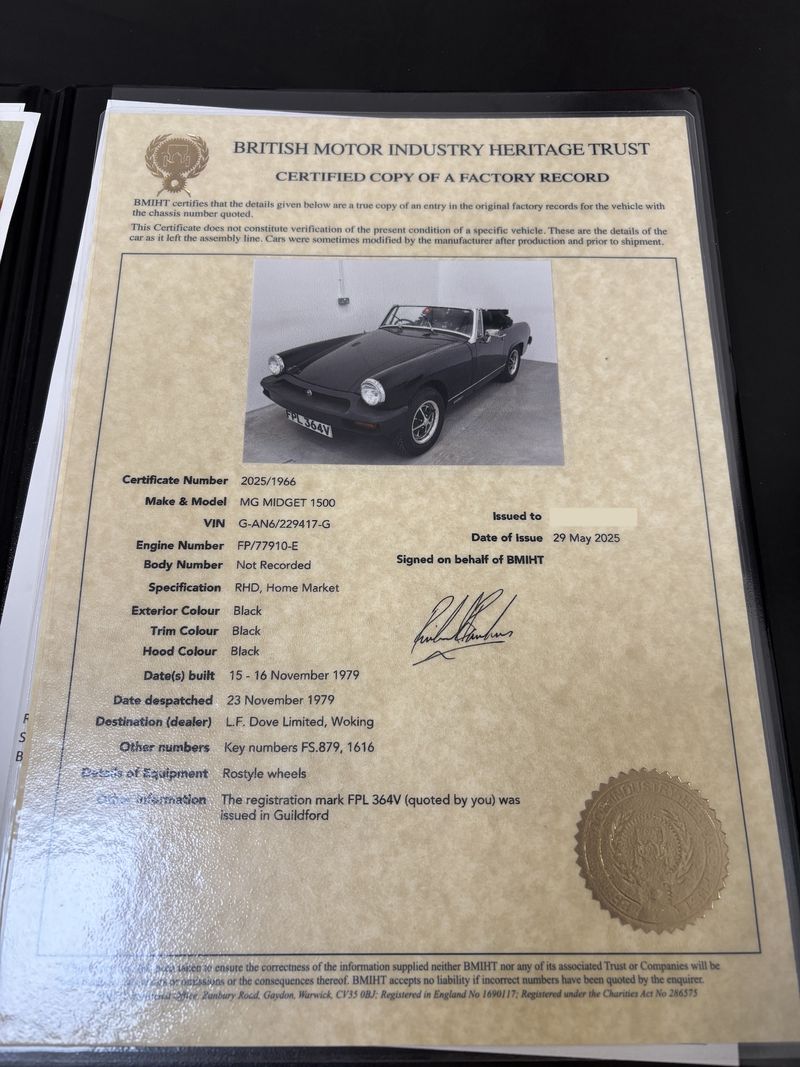 BRITISH MOTOR INDUSTRY HERITAGE TRUST
CERTIFIED COPY OF A FACTORY RECORD
BMIHT certifies that the details given below are a true copy of an entry in the original factory records for the vehicle with
the chassis number quoted.
This Certificate does not constitute verification of the present condition of a specific vehicle. These are the details of the
car as it left the assembly line. Cars were sometimes modified by the manufacturer after production and prior to shipment.
FPL 364V
Certificate Number 2025/1966
Make & Model MG MIDGET 1500
VIN G-AN6/229417-G
Engine Number FP/77910-E
Body Number Not Recorded
Specification RHD, Home Market
Exterior Colour Black
Trim Colour Black
Hood Colour Black
Date(s) built 15 - 16 November 1979
Date despatched 23 November 1979
Destination (dealer) L.F. Dove Limited, Woking
Other numbers Key numbers FS.879, 1616
Details of Equipment Rostyle wheels
Other information The registration mark FPL 364V (quoted by you) was
issued in Guildford
Issued to
Date of Issue 29 May 2025
Signed on behalf of BMIHT
R
S
B
taken to ensure the correctness of the information supplied neither BMIHT nor any of its associated Trust or Companies will be
or omissions or the consequences thereof. BMIHT accepts no liability if incorrect numbers have been quoted by the enquirer.
Office, Banbury Road, Gaydon, Warwick, CV35 0BJ; Registered in England No 1690117; Registered under the Charities Act No 286575